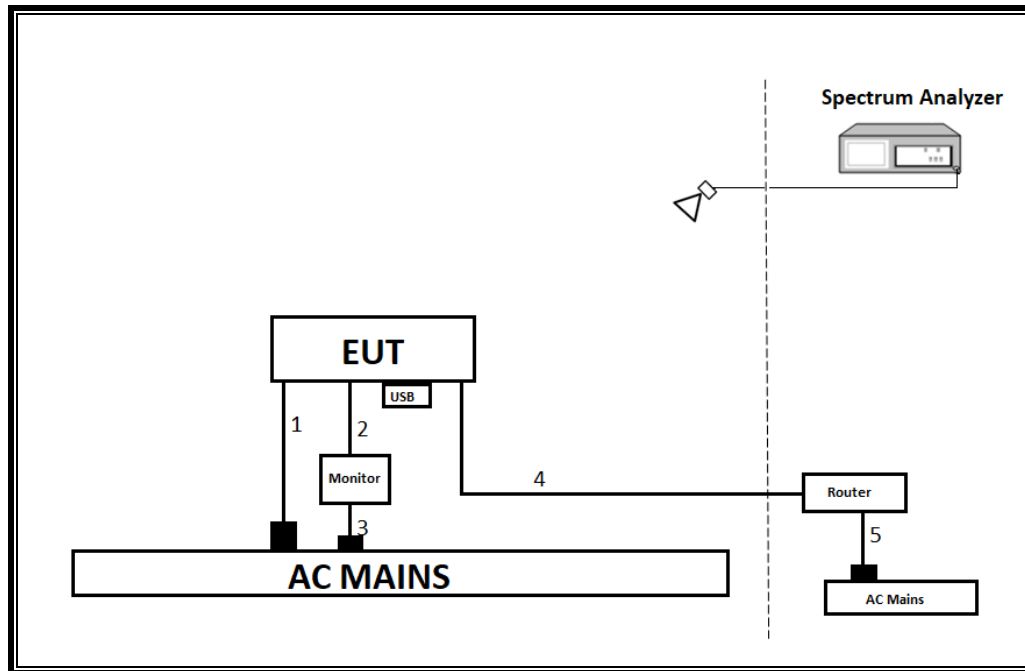 Spectrum Analyzer
EUT
USB
1
2
Monitor
4
Router
3
5
AC MAINS
AC Mains